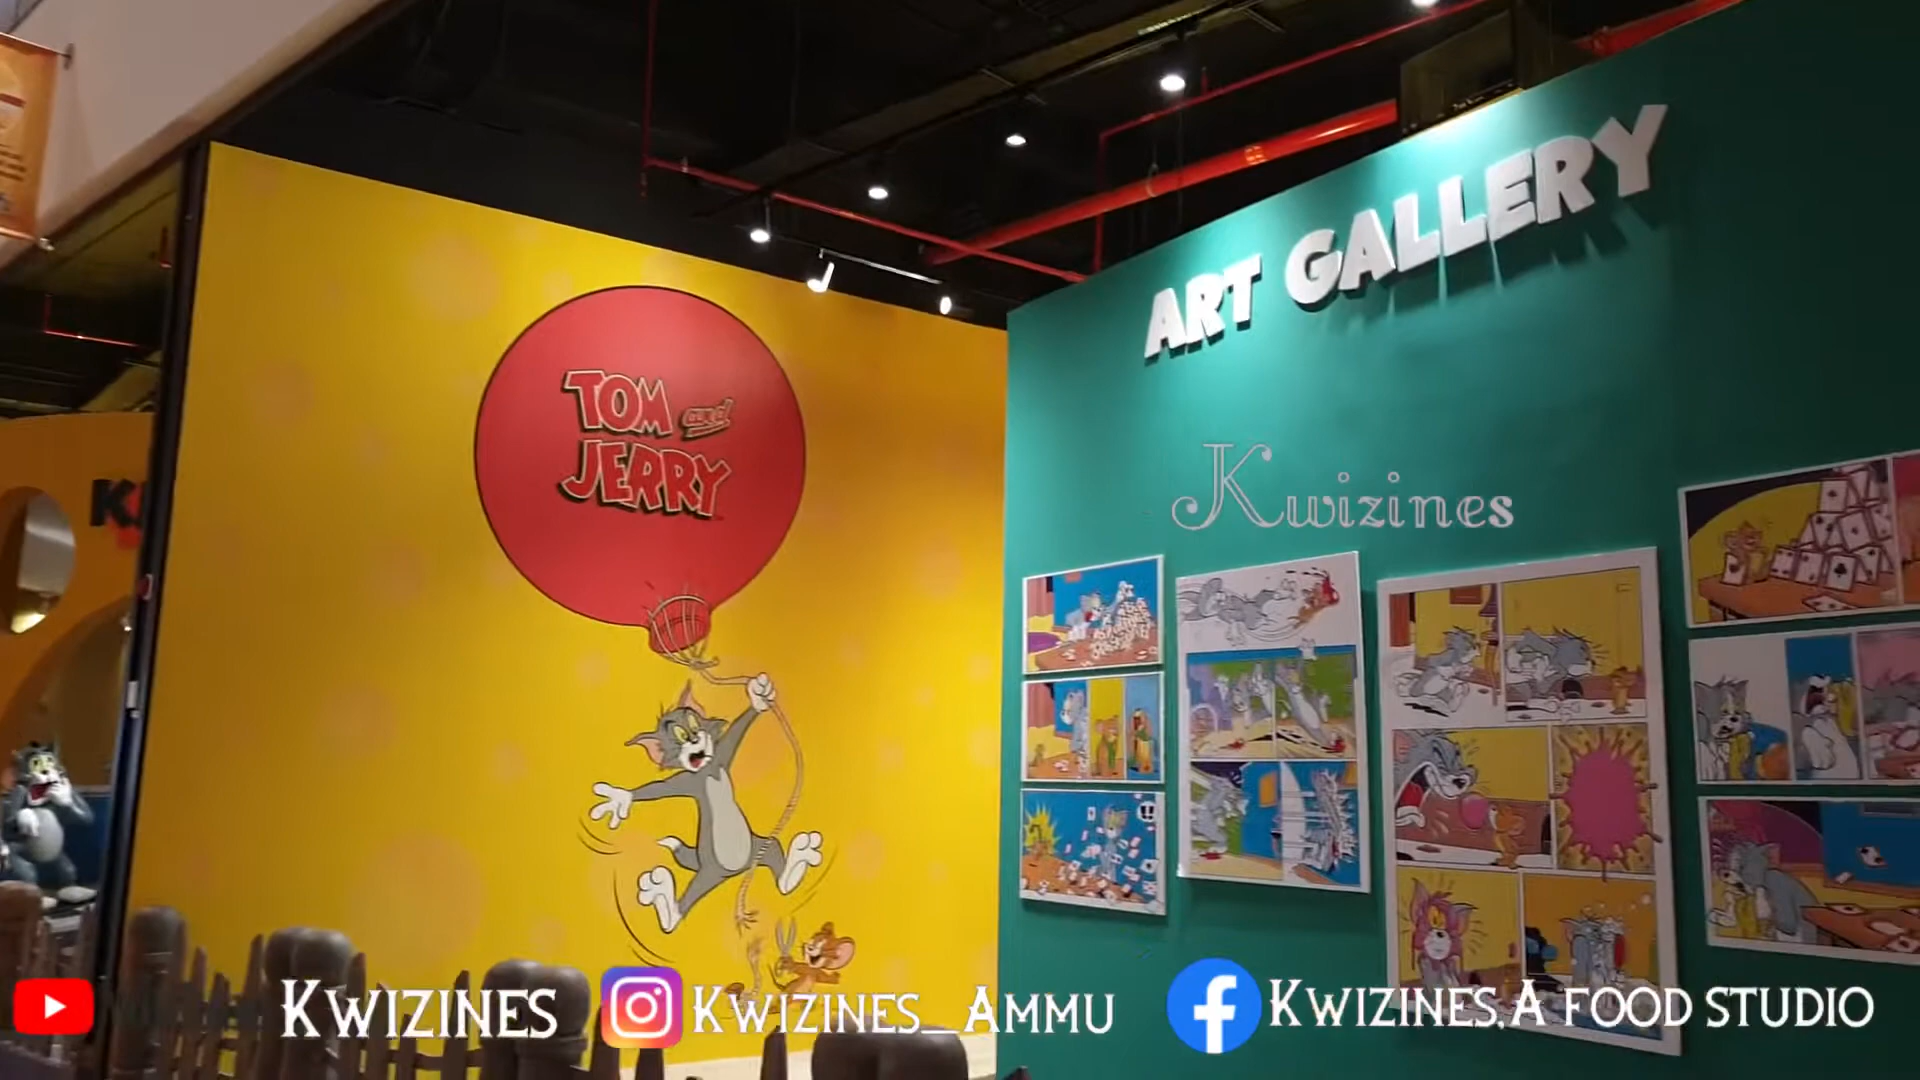 ART GALLERY
TOM and
JERRY
Kwizines
KWIZINES
KWIZINES_AMMU
KWIZINES,A FOOD STUDIO